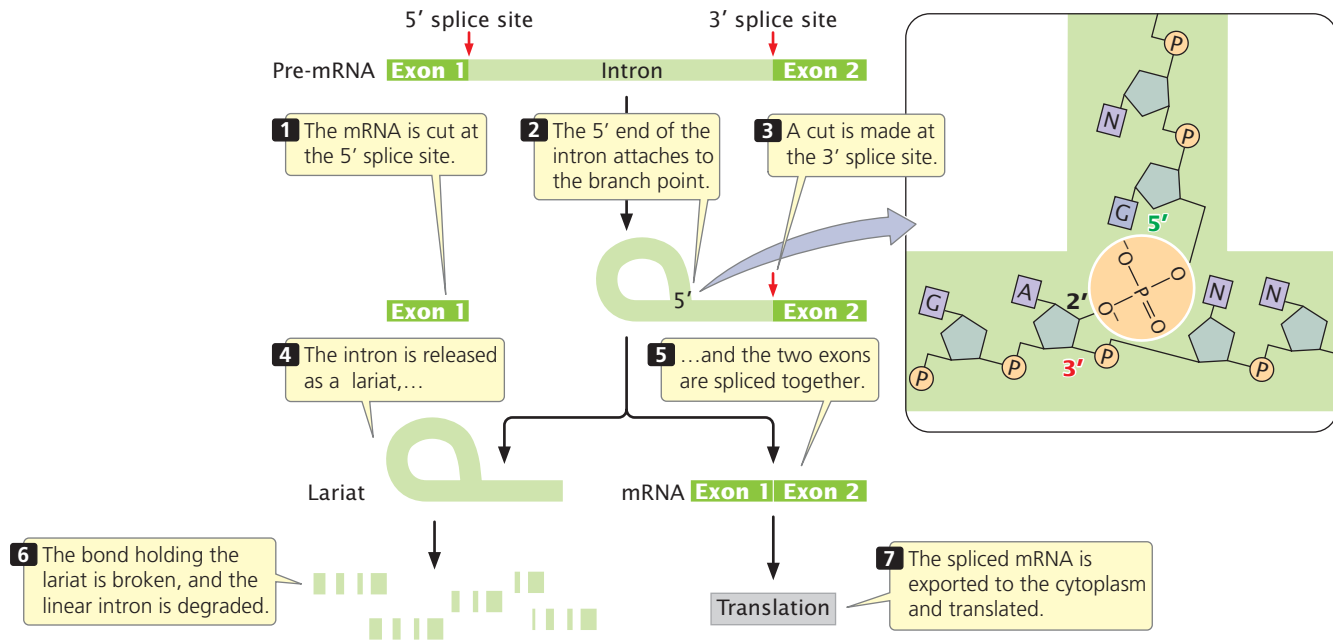 5′ splice site
3′ splice site
Pre-mRNA
Exon 1
Intron
Exon 2
1 The mRNA is cut at
the 5′ splice site.
2 The 5′ end of the
intron attaches to
the branch point.
3 A cut is made at
the 3′ splice site.
Exon 1
5′
Exon 2
4 The intron is released
as a lariat,…
5 …and the two exons
are spliced together.
Lariat
mRNA
Exon 1
Exon 2
6 The bond holding the
lariat is broken, and the
linear intron is degraded.
Translation
7 The spliced mRNA is
exported to the cytoplasm
and translated.
P
N
P
G
5′
–O
O
P
O–
O
G
A
2′
N
N
P
P
3′
P
P
P